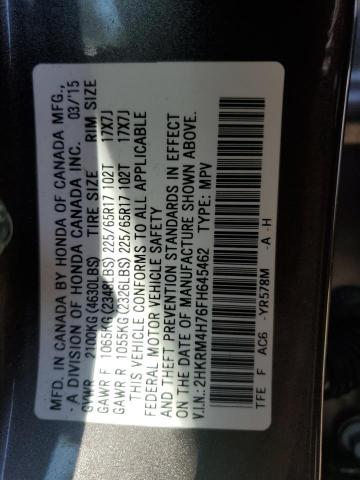 MFD. IN CANADA BY HONDA OF CANADA MFG.,
- A DIVISION OF HONDA CANADA INC. 03/'15
GVWR 2100KG (4630LBS) TIRE SIZE RIM SIZE
GAWR F 1065KG (2348LBS) 225/65R17 102T 17X7J
GAWR R 1055KG (2326LBS) 225/65R17 102T 17X7J
THIS VEHICLE CONFORMS TO ALL APPLICABLE
FEDERAL MOTOR VEHICLE SAFETY
AND THEFT PREVENTION STANDARDS IN EFFECT
ON THE DATE OF MANUFACTURE SHOWN ABOVE.
V.I.N.: 2HKRM4H76FH645462 TYPE: MPV
TFE F AC6 -YR578M -A -H